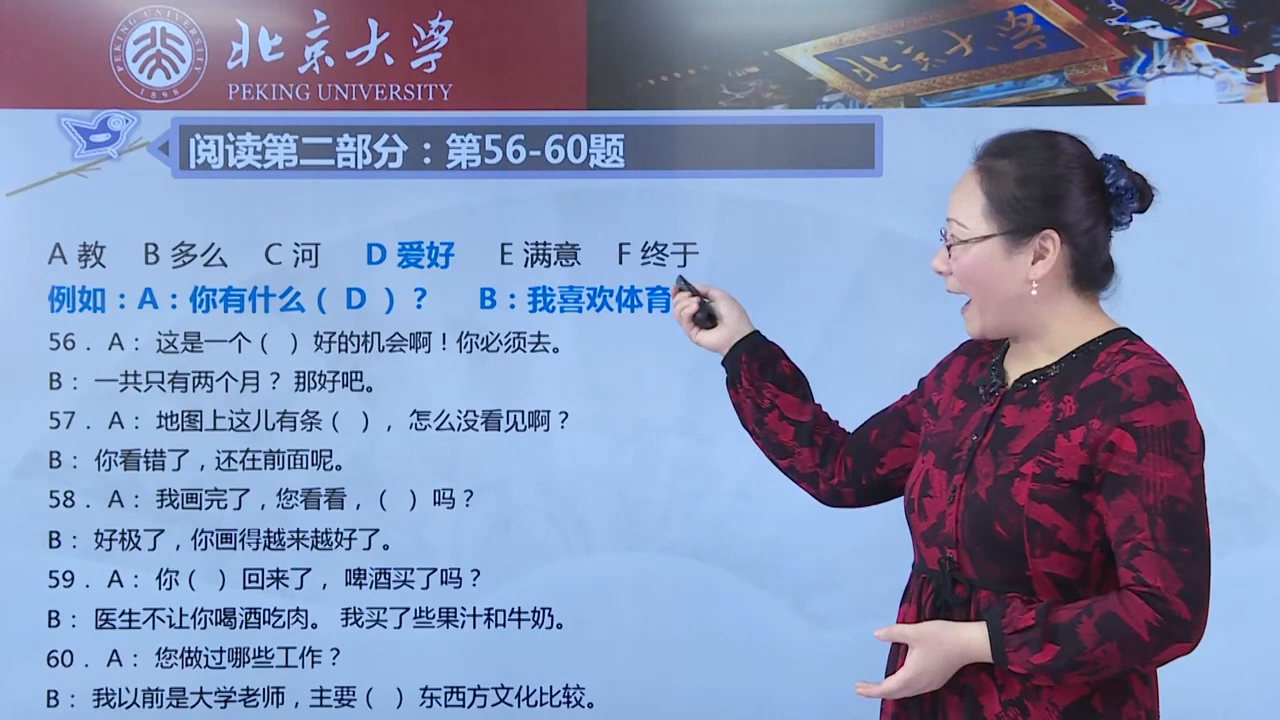 北京大学
PEKING UNIVERSITY
PEKING UNIVERSITY
1898
北京大学
阅读第二部分：第56-60题
A 教 B 多么 C 河 D 爱好 E 满意 F 终于
例如：A：你有什么（ D ）？ B：我喜欢体育
56． A： 这是一个（ ）好的机会啊！你必须去。
B： 一共只有两个月？ 那好吧。
57． A： 地图上这儿有条（ ），怎么没看见啊？
B： 你看错了，还在前面呢。
58． A： 我画完了，您看看，（ ）吗？
B： 好极了，你画得越来越好了。
59． A： 你（ ）回来了， 啤酒买了吗？
B： 医生不让你喝酒吃肉。 我买了些果汁和牛奶。
60． A： 您做过哪些工作？
B： 我以前是大学老师，主要（ ）东西方文化比较。